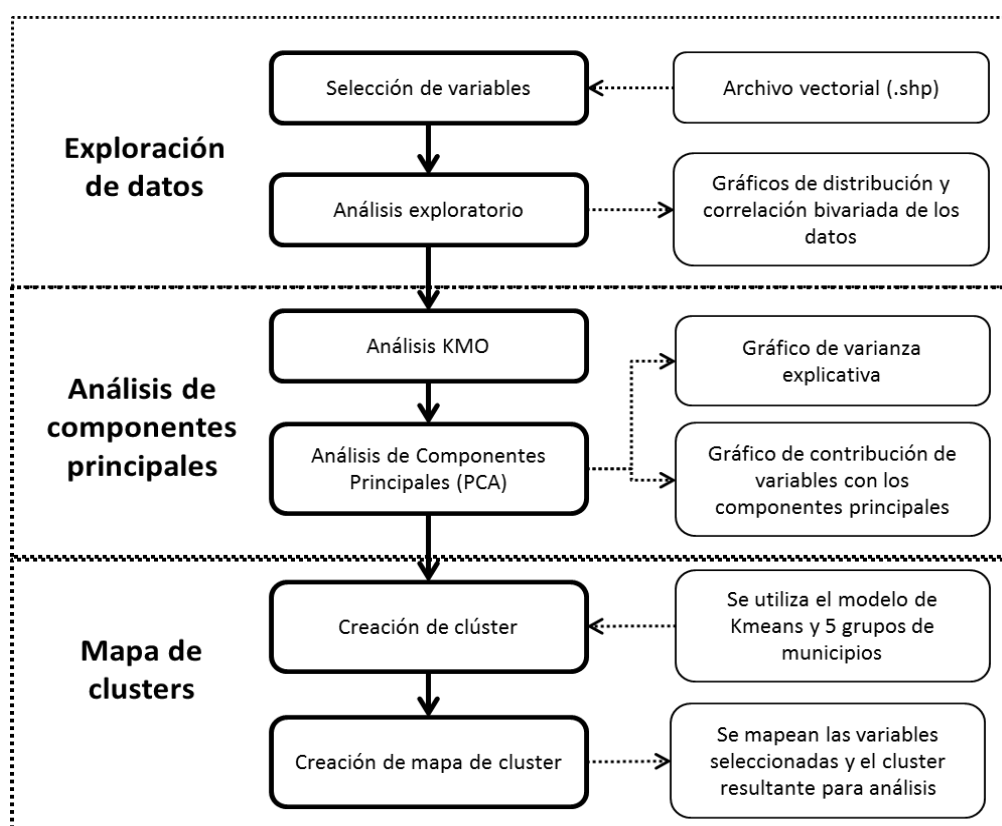 Exploración
de datos
Selección de variables
Archivo vectorial (.shp)
Análisis exploratorio
Gráficos de distribución y
correlación bivariada de los
datos
Análisis de
componentes
principales
Análisis KMO
Análisis de Componentes
Principales (PCA)
Gráfico de varianza
explicativa
Gráfico de contribución de
variables con los
componentes principales
Mapa de
clusters
Creación de clúster
Se utiliza el modelo de
Kmeans y 5 grupos de
municipios
Creación de mapa de cluster
Se mapean las variables
seleccionadas y el cluster
resultante para análisis